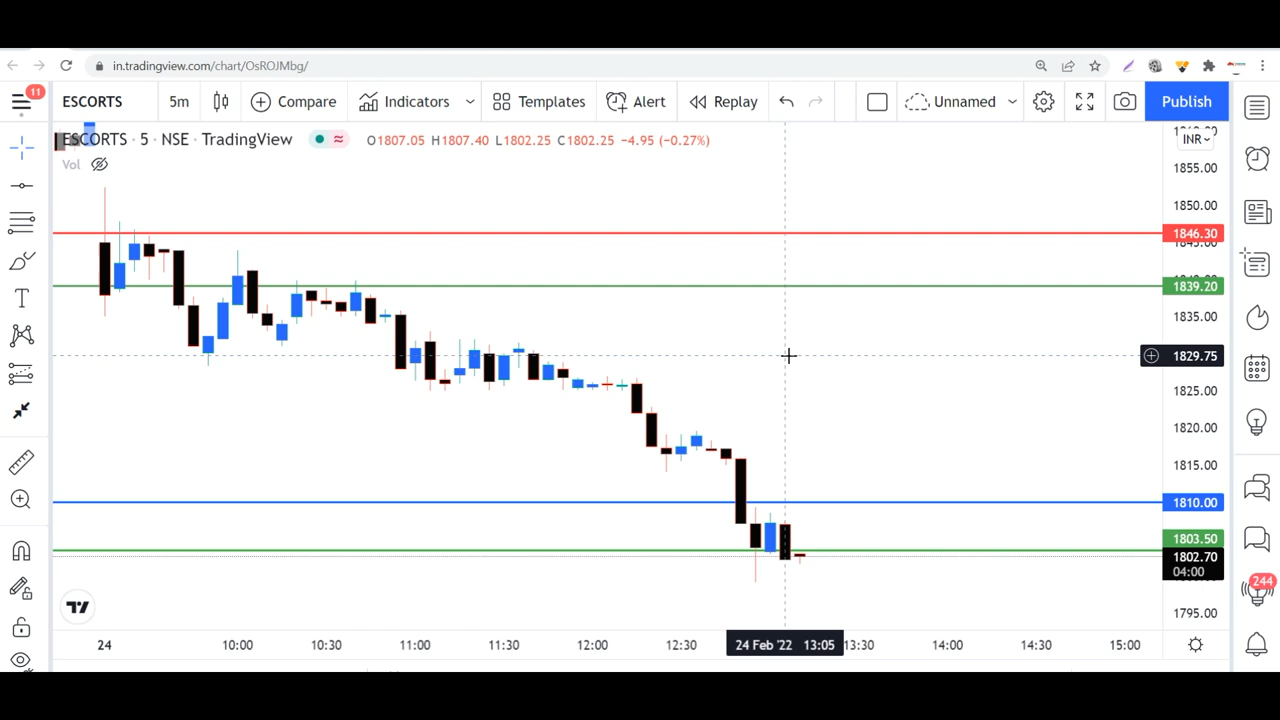 in.tradingview.com/chart/OsROJMbg/
11
ESCORTS 5m Compare Indicators Templates Alert Replay Unnamed Publish
ESCORTS · 5 · NSE · TradingView O1807.05 H1807.40 L1802.25 C1802.25 −4.95 (−0.27%)
INR
Vol
1855.00
1850.00
1846.30
1839.20
1835.00
1829.75
1825.00
1820.00
1815.00
1810.00
1803.50
1802.70
04:00
244
1795.00
24 10:00 10:30 11:00 11:30 12:00 12:30 24 Feb '22 13:05 13:30 14:00 14:30 15:00